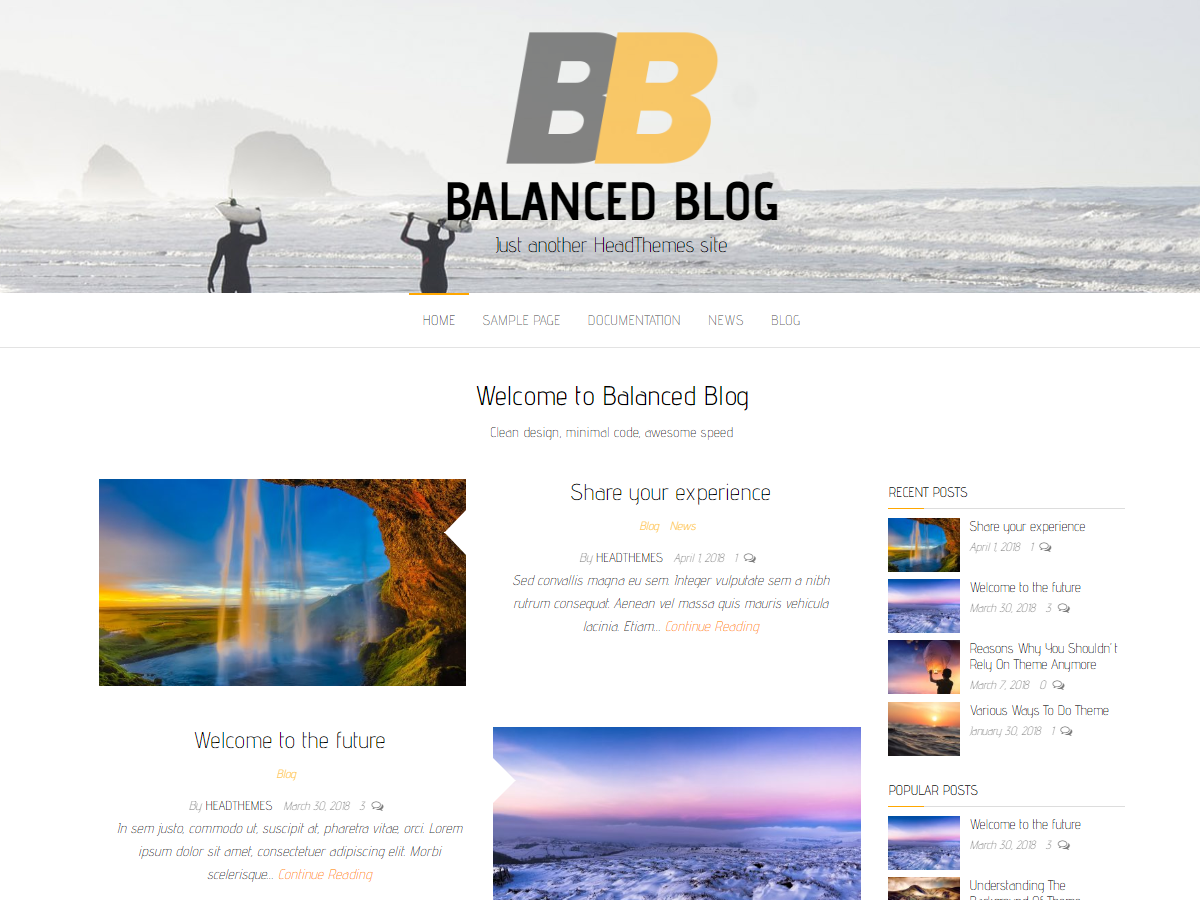 BB
BALANCED BLOG
Just another HeadThemes site
HOME SAMPLE PAGE DOCUMENTATION NEWS BLOG
Welcome to Balanced Blog
Clean design, minimal code, awesome speed
Share your experience
Blog News
By HEADTHEMES April 1, 2018 1
Sed convallis magna eu sem. Integer vulputate sem a nibh
rutrum consequat. Aenean vel massa quis mauris vehicula
lacinia. Etiam... Continue Reading
Welcome to the future
Blog
By HEADTHEMES March 30, 2018 3
In sem justo, commodo ut, suscipit at, pharetra vitae, orci. Lorem
ipsum dolor sit amet, consectetuer adipiscing elit. Morbi
scelerisque... Continue Reading
RECENT POSTS
Share your experience
April 1, 2018 1
Welcome to the future
March 30, 2018 3
Reasons Why You Shouldn't
Rely On Theme Anymore
March 7, 2018 0
Various Ways To Do Theme
January 30, 2018 1
POPULAR POSTS
Welcome to the future
March 30, 2018 3
Understanding The
Background Of Theme